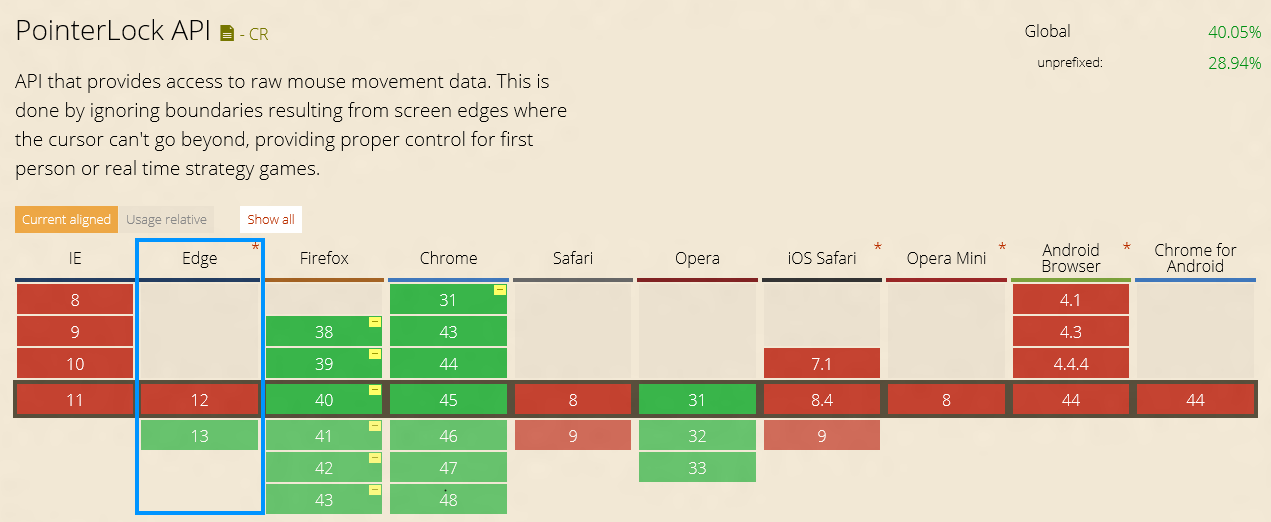 PointerLock API - CR
Global 40.05%
unprefixed: 28.94%
API that provides access to raw mouse movement data. This is
done by ignoring boundaries resulting from screen edges where
the cursor can't go beyond, providing proper control for first
person or real time strategy games.
Current aligned Usage relative Show all
IE Edge * Firefox Chrome Safari Opera iOS Safari * Opera Mini * Android Browser * Chrome for Android
8 31 - 4.1
9 38 - 43 4.3
10 39 - 44 7.1 4.4.4
11 12 40 - 45 8 31 8.4 8 44 44
13 41 - 46 9 32 9
42 - 47 33
43 - 48